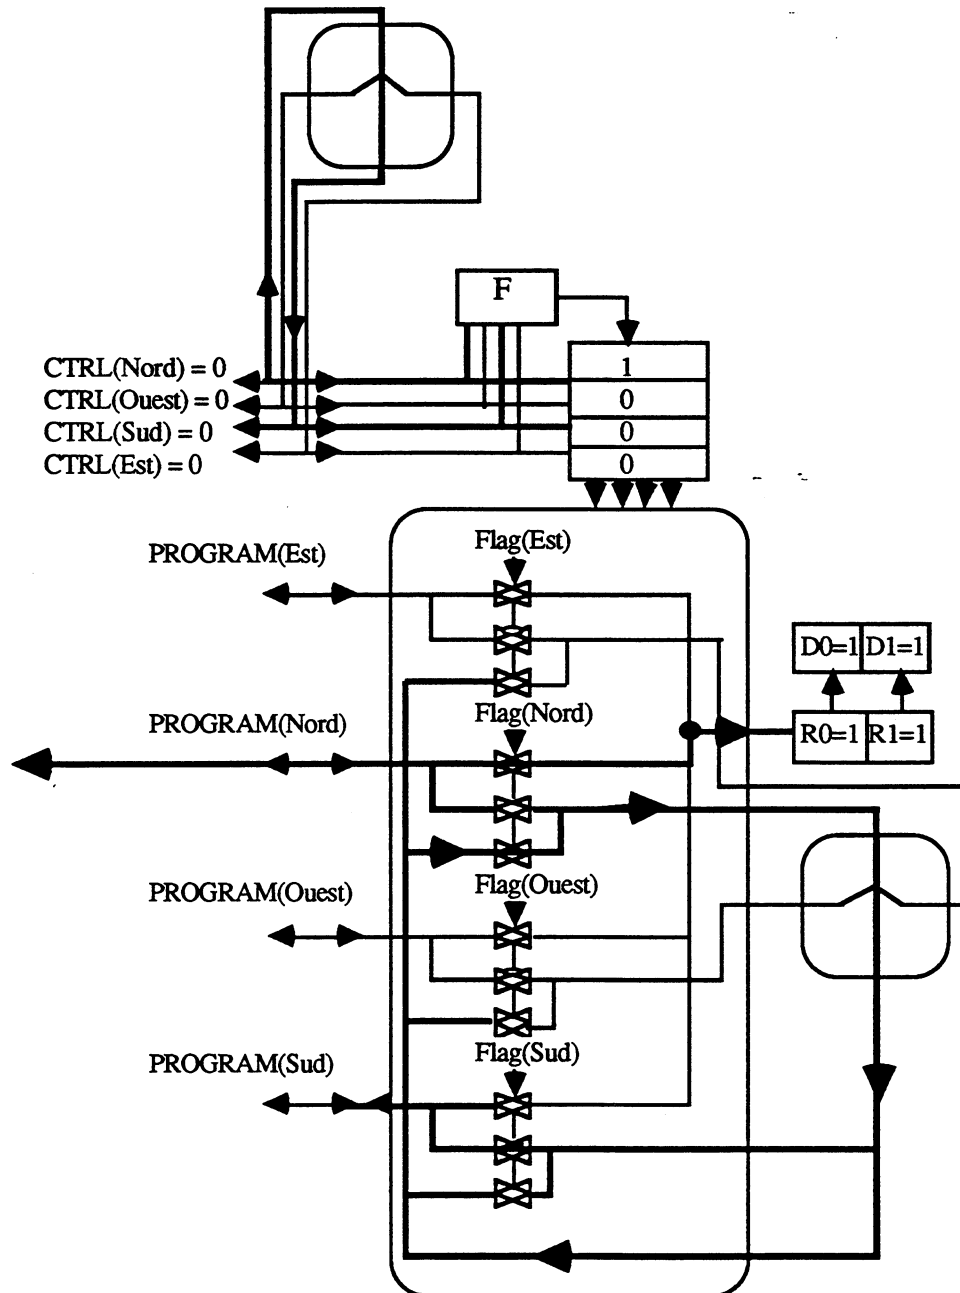 F
CTRL(Nord) = 0
1
CTRL(Ouest) = 0
0
CTRL(Sud) = 0
0
CTRL(Est) = 0
0
Flag(Est)
PROGRAM(Est)
D0=1 D1=1
Flag(Nord)
PROGRAM(Nord)
R0=1 R1=1
Flag(Ouest)
PROGRAM(Ouest)
Flag(Sud)
PROGRAM(Sud)